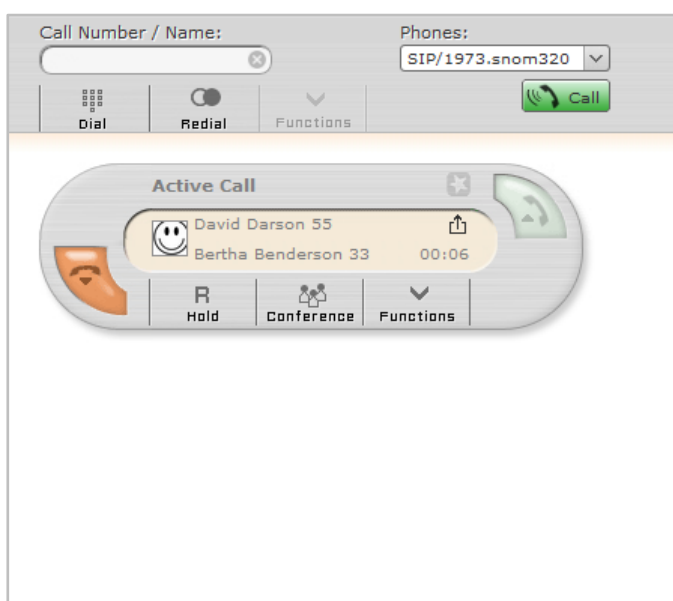 Call Number / Name:
Phones:
SIP/1973.snom320
Call
Dial
Redial
Functions
Active Call
David Darson 55
Bertha Benderson 33
00:06
R
Hold
Conference
Functions